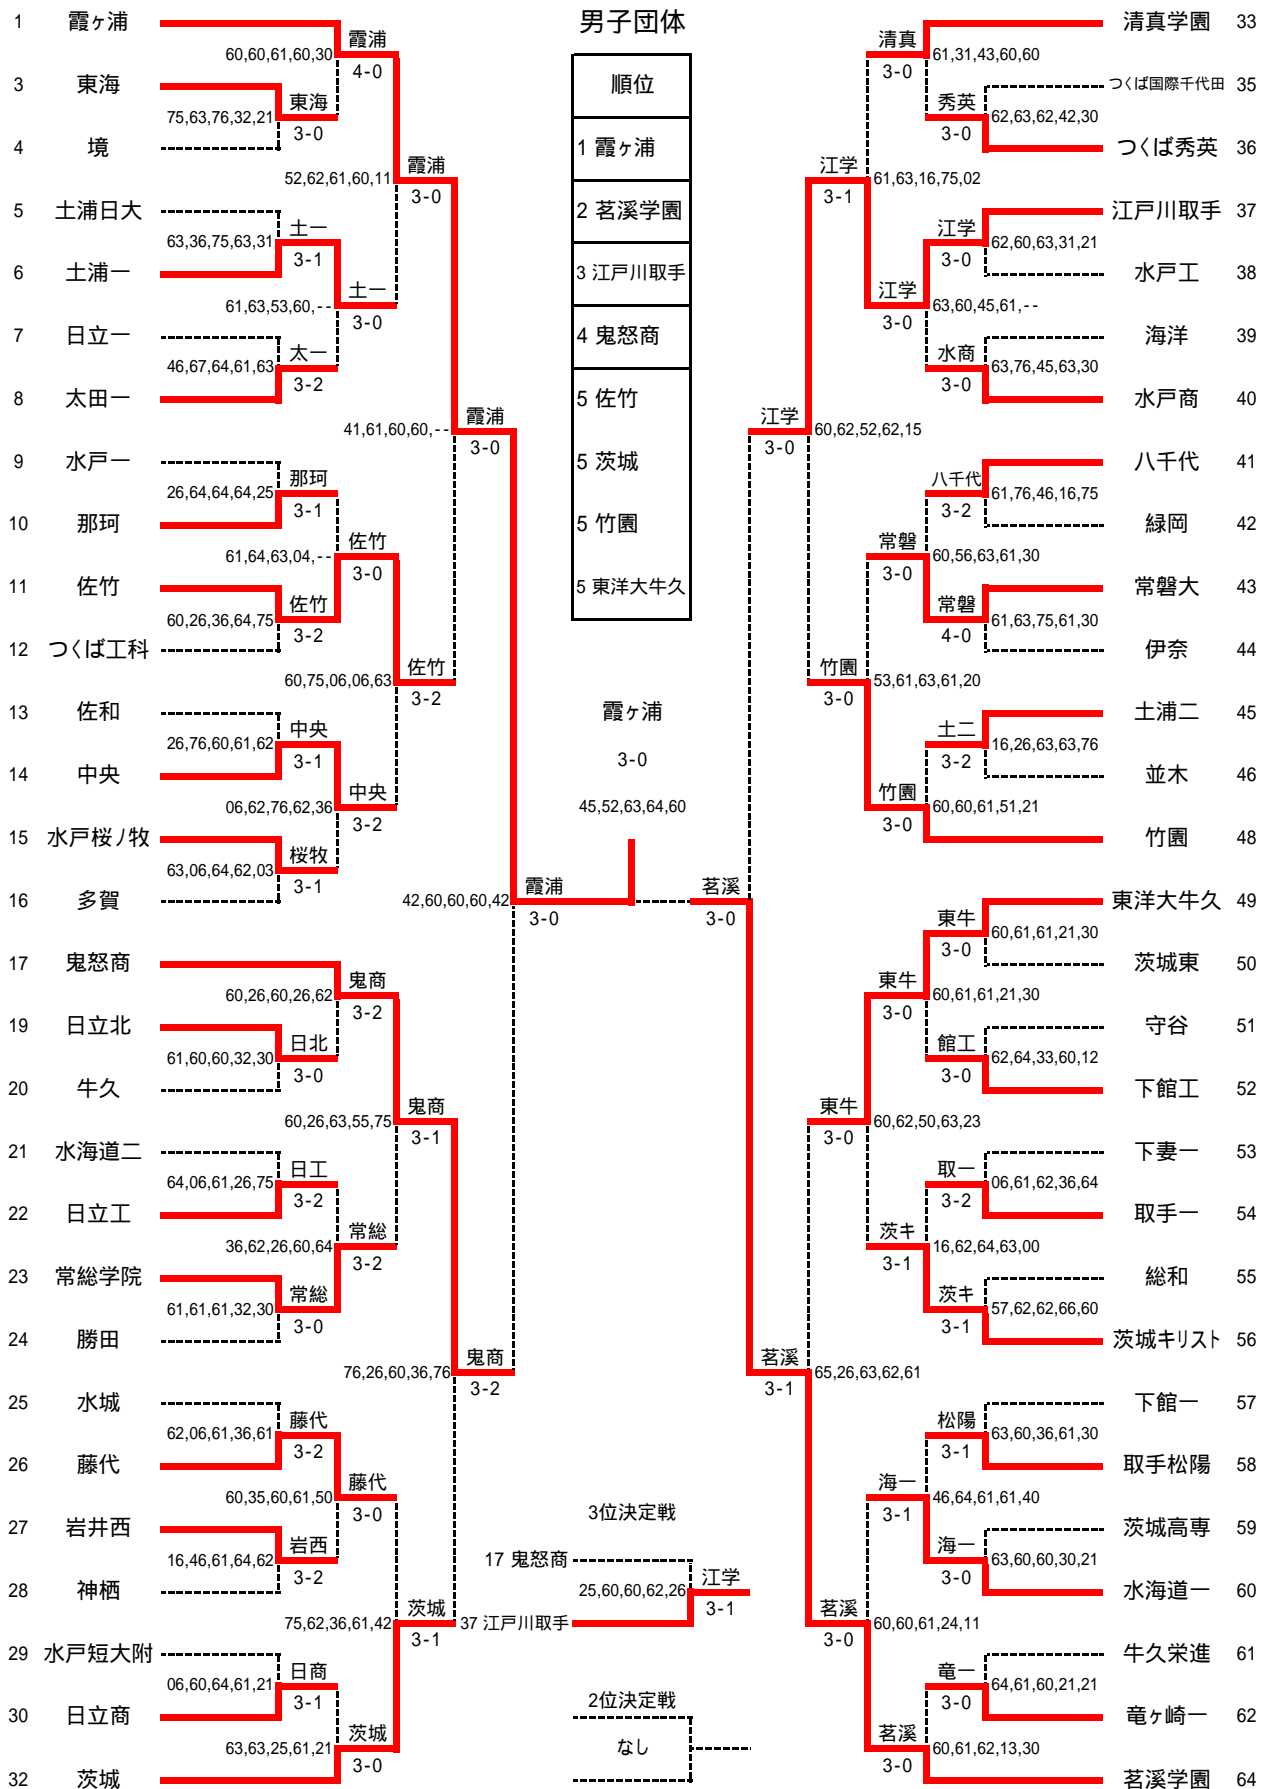 男子団体
順位
1 霞ヶ浦
2 茗溪学園
3 江戸川取手
4 鬼怒商
5 佐竹
5 茨城
5 竹園
5 東洋大牛久
1 霞ヶ浦
3 東海
4 境
5 土浦日大
6 土浦一
7 日立一
8 太田一
9 水戸一
10 那珂
11 佐竹
12 つくば工科
13 佐和
14 中央
15 水戸桜ノ牧
16 多賀
17 鬼怒商
19 日立北
20 牛久
21 水海道二
22 日立工
23 常総学院
24 勝田
25 水城
26 藤代
27 岩井西
28 神栖
29 水戸短大附
30 日立商
32 茨城
東海
75,63,76,32,21
3-0
土一
63,36,75,63,31
3-1
太一
46,67,64,61,63
3-2
那珂
26,64,64,64,25
3-1
佐竹
60,26,36,64,75
3-2
中央
26,76,60,61,62
3-1
桜牧
63,06,64,62,03
3-1
日北
61,60,60,32,30
3-0
日工
64,06,61,26,75
3-2
常総
61,61,61,32,30
3-0
藤代
62,06,61,36,61
3-2
岩西
16,46,61,64,62
3-2
日商
06,60,64,61,21
3-1
霞浦
60,60,61,60,30
4-0
土一
61,63,53,60,--
3-0
佐竹
61,64,63,04,--
3-0
中央
06,62,76,62,36
3-2
鬼商
60,26,60,26,62
3-2
常総
36,62,26,60,64
3-2
藤代
60,35,60,61,50
3-0
茨城
63,63,25,61,21
3-0
霞浦
52,62,61,60,11
3-0
佐竹
60,75,06,06,63
3-2
鬼商
60,26,63,55,75
3-1
茨城
75,62,36,61,42
3-1
霞浦
41,61,60,60,--
3-0
鬼商
76,26,60,36,76
3-2
霞浦
42,60,60,60,42
3-0
霞ヶ浦
3-0
45,52,63,64,60
茗溪
3-0
江学
60,62,52,62,15
3-0
茗溪
65,26,63,62,61
3-1
江学
61,63,16,75,02
3-1
竹園
53,61,63,61,20
3-0
東牛
60,62,50,63,23
3-0
茗溪
60,60,61,24,11
3-0
清真
61,31,43,60,60
3-0
江学
63,60,45,61,--
3-0
常磐
60,56,63,61,30
3-0
竹園
60,60,61,51,21
3-0
東牛
60,61,61,21,30
3-0
茨キ
16,62,64,63,00
3-1
海一
46,64,61,61,40
3-1
茗溪
60,61,62,13,30
3-0
秀英
62,63,62,42,30
3-0
江学
62,60,63,31,21
3-0
水商
63,76,45,63,30
3-0
八千代
61,76,46,16,75
3-2
常磐
61,63,75,61,30
4-0
土二
16,26,63,63,76
3-2
東牛
60,61,61,21,30
3-0
館工
62,64,33,60,12
3-0
取一
06,61,62,36,64
3-2
茨キ
57,62,62,66,60
3-1
松陽
63,60,36,61,30
3-1
海一
63,60,60,30,21
3-0
竜一
64,61,60,21,21
3-0
清真学園 33
つくば国際千代田 35
つくば秀英 36
江戸川取手 37
水戸工 38
海洋 39
水戸商 40
八千代 41
緑岡 42
常磐大 43
伊奈 44
土浦二 45
並木 46
竹園 48
東洋大牛久 49
茨城東 50
守谷 51
下館工 52
下妻一 53
取手一 54
総和 55
茨城キリスト 56
下館一 57
取手松陽 58
茨城高専 59
水海道一 60
牛久栄進 61
竜ヶ崎一 62
茗溪学園 64
3位決定戦
17 鬼怒商
江学
25,60,60,62,26
3-1
37 江戸川取手
2位決定戦
なし